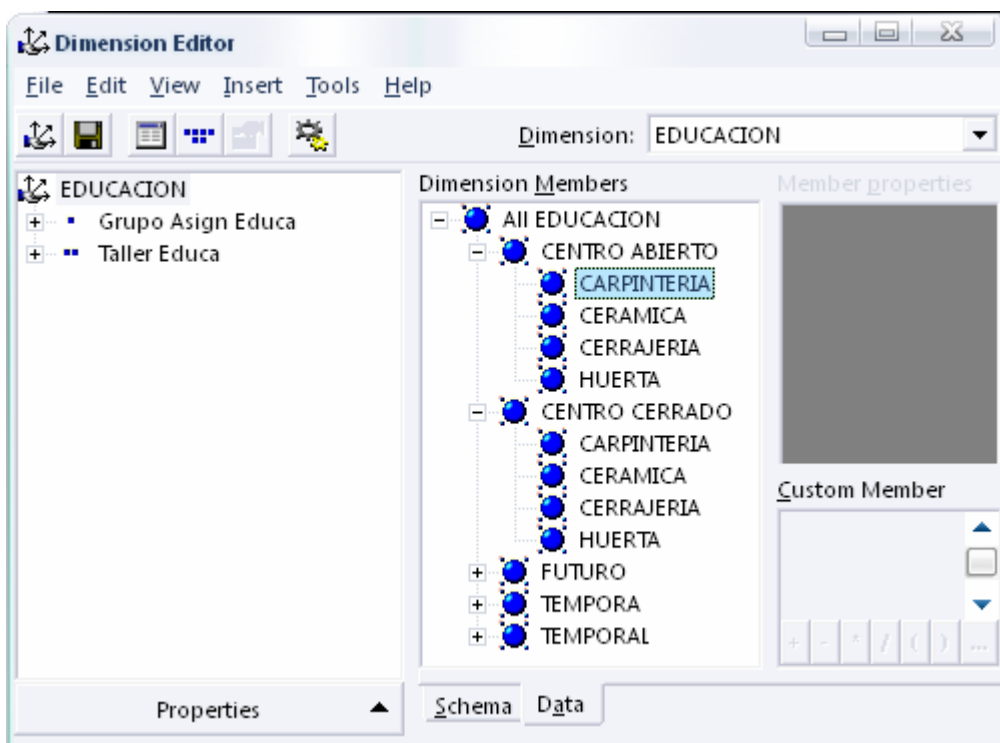 Dimension Editor
File Edit View Insert Tools Help
Dimension: EDUCACION
EDUCACION
Grupo Asign Educa
Taller Educa
Properties
Dimension Members
All EDUCACION
CENTRO ABIERTO
CARPINTERIA
CERAMICA
CERRAJERIA
HUERTA
CENTRO CERRADO
CARPINTERIA
CERAMICA
CERRAJERIA
HUERTA
FUTURO
TEMPORA
TEMPORAL
Schema Data
Member properties
Custom Member
+ - * / ( ) ...